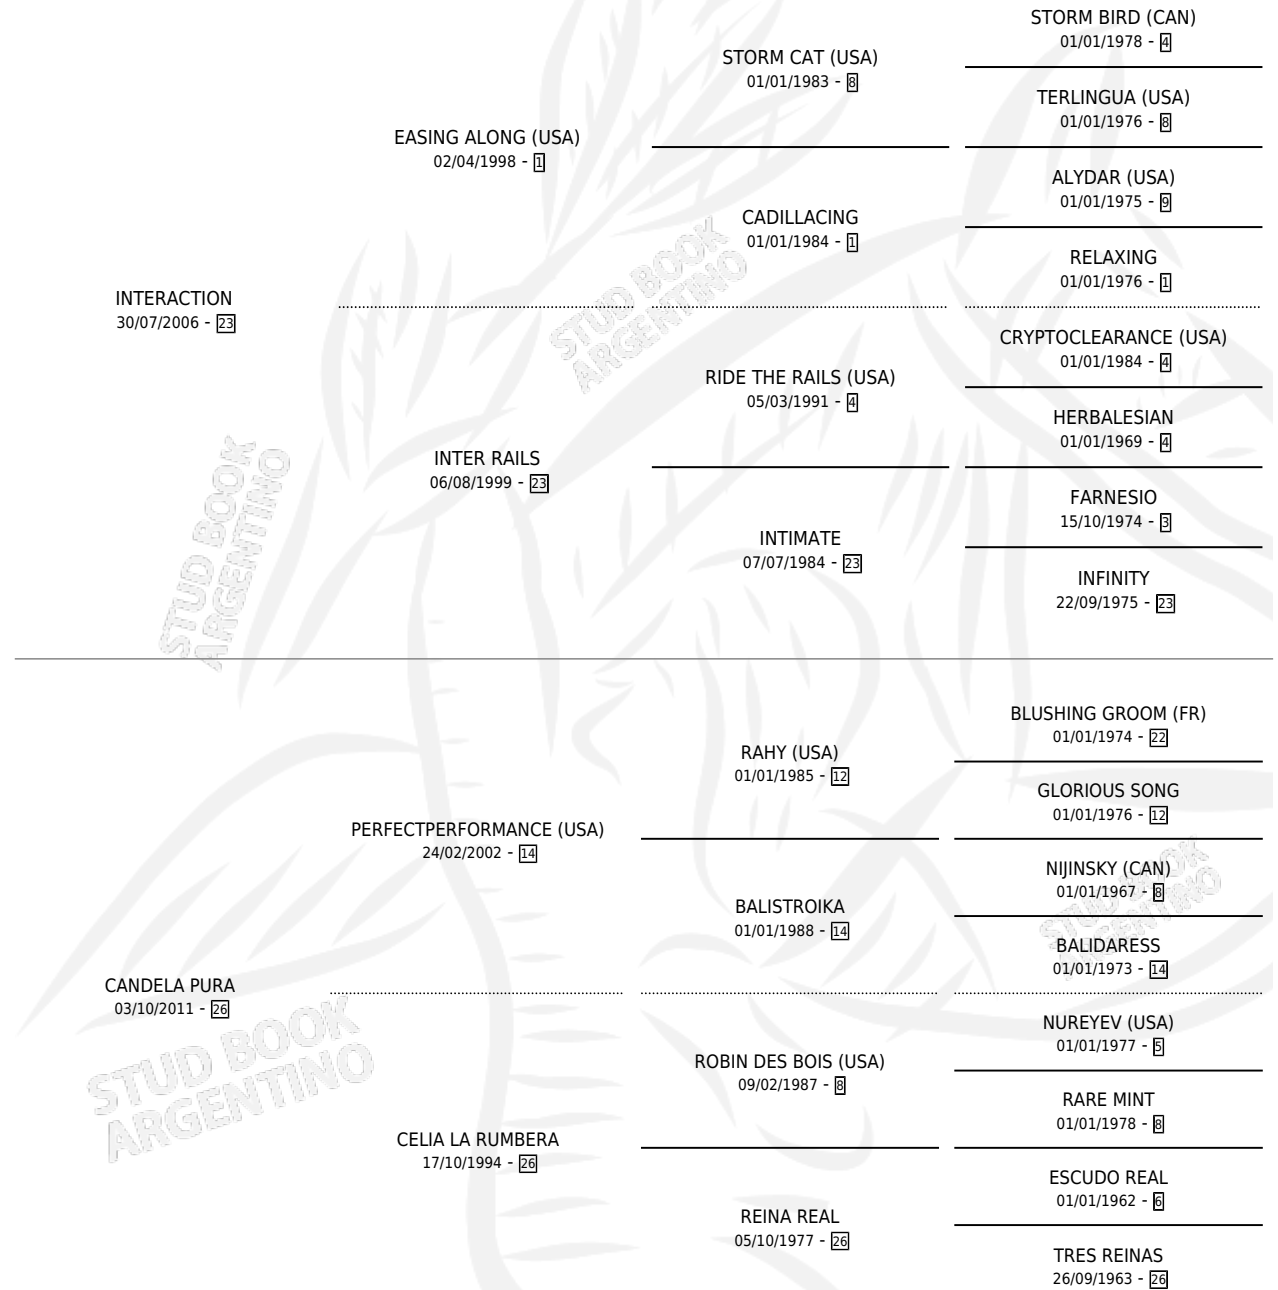 STORM BIRD (CAN)
01/01/1978 - 4
STORM CAT (USA)
01/01/1983 - 8
TERLINGUA (USA)
01/01/1976 - 8
EASING ALONG (USA)
02/04/1998 - 1
ALYDAR (USA)
01/01/1975 - 9
CADILLACING
01/01/1984 - 1
RELAXING
01/01/1976 - 1
INTERACTION
30/07/2006 - 23
CRYPTOCLEARANCE (USA)
01/01/1984 - 4
RIDE THE RAILS (USA)
05/03/1991 - 4
HERBALESIAN
01/01/1969 - 4
INTER RAILS
06/08/1999 - 23
FARNESIO
15/10/1974 - 3
INTIMATE
07/07/1984 - 23
INFINITY
22/09/1975 - 23
BLUSHING GROOM (FR)
01/01/1974 - 22
RAHY (USA)
01/01/1985 - 12
GLORIOUS SONG
01/01/1976 - 12
PERFECTPERFORMANCE (USA)
24/02/2002 - 14
NIJINSKY (CAN)
01/01/1967 - 8
BALISTROIKA
01/01/1988 - 14
BALIDARESS
01/01/1973 - 14
CANDELA PURA
03/10/2011 - 26
NUREYEV (USA)
01/01/1977 - 5
ROBIN DES BOIS (USA)
09/02/1987 - 8
RARE MINT
01/01/1978 - 8
CELIA LA RUMBERA
17/10/1994 - 26
ESCUDO REAL
01/01/1962 - 6
REINA REAL
05/10/1977 - 26
TRES REINAS
26/09/1963 - 26
STUD BOOK
ARGENTINO
STUD BOOK
ARGENTINO
STUD BOOK
ARGENTINO
STUD BOOK
ARGENTINO